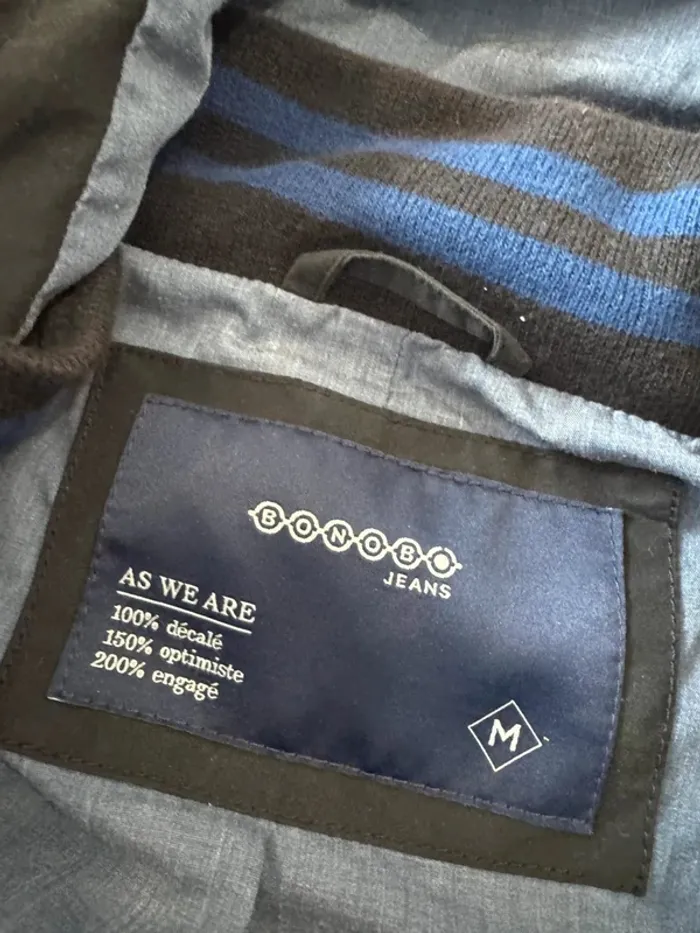 BONOBO
JEANS
AS WE ARE
100% décalé
150% optimiste
200% engagé
M